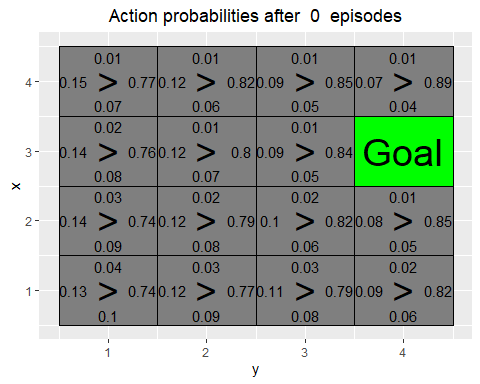 Action probabilities after 0 episodes
0.01 0.01 0.01 0.01
4 0.15 > 0.77 0.12 > 0.82 0.09 > 0.85 0.07 > 0.89
0.07 0.06 0.05 0.04
0.02 0.01 0.01
3 0.14 > 0.76 0.12 > 0.8 0.09 > 0.84 Goal
0.08 0.07 0.05
0.03 0.02 0.02 0.01
2 0.14 > 0.74 0.12 > 0.79 0.1 > 0.82 0.08 > 0.85
0.09 0.08 0.06 0.05
0.04 0.03 0.03 0.02
1 0.13 > 0.74 0.12 > 0.77 0.11 > 0.79 0.09 > 0.82
0.1 0.09 0.08 0.06
x
1 2 3 4
y